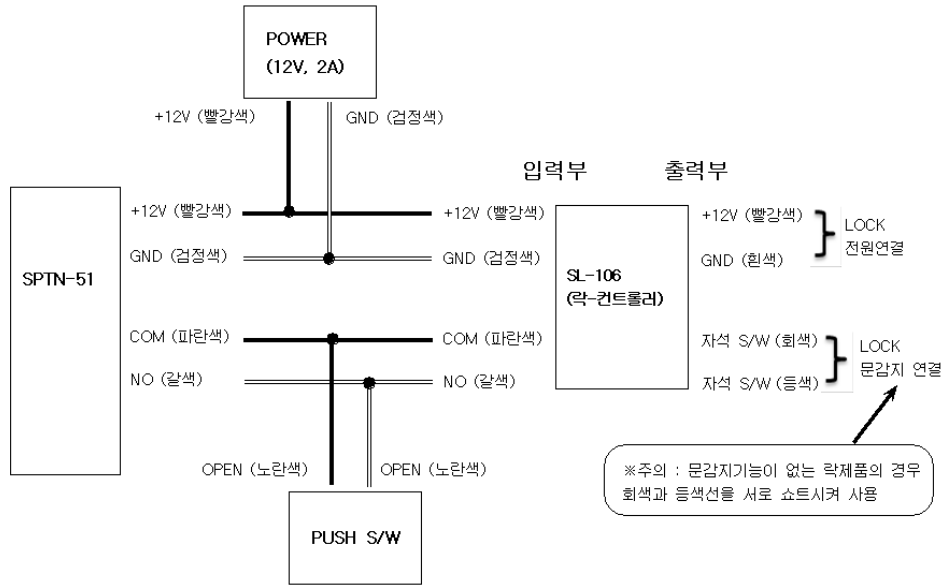 POWER
(12V, 2A)
+12V (빨강색)
GND (검정색)
입력부
출력부
+12V (빨강색)
+12V (빨강색)
+12V (빨강색)
LOCK
전원연결
GND (검정색)
GND (검정색)
GND (흰색)
SPTN-51
SL-106
(락-컨트롤러)
COM (파란색)
COM (파란색)
자석 S/W (회색)
LOCK
문감지 연결
NO (갈색)
NO (갈색)
자석 S/W (등색)
OPEN (노란색)
OPEN (노란색)
※주의 : 문감지기능이 없는 락제품의 경우
회색과 등색선을 서로 쇼트시켜 사용
PUSH S/W